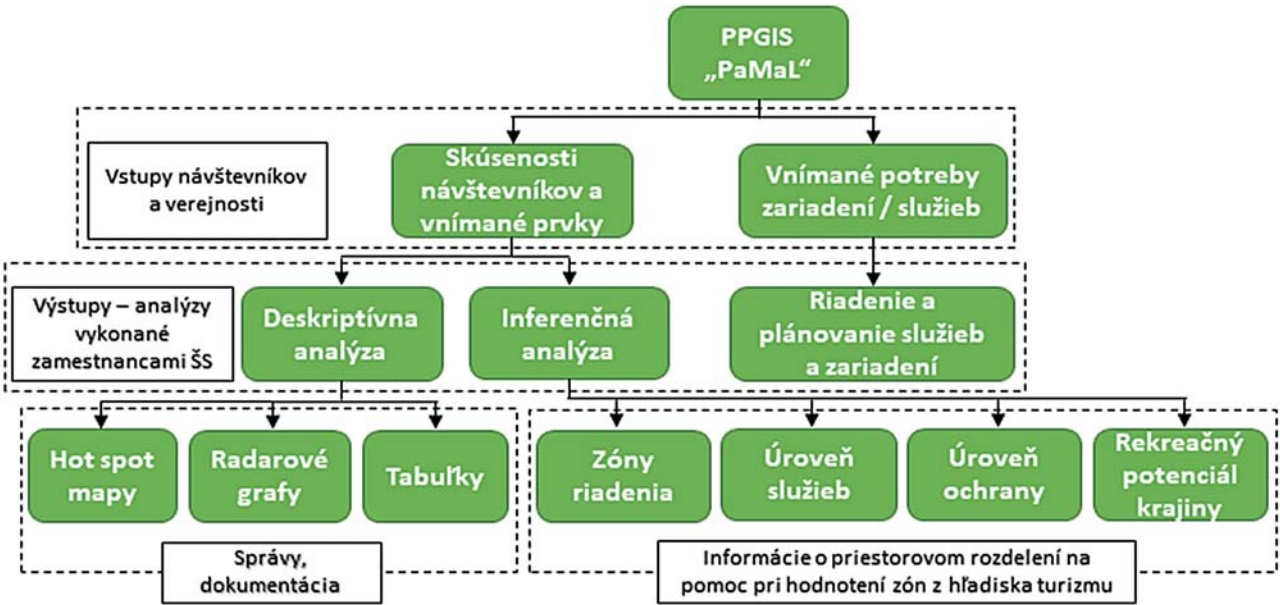 PPGIS
„PaMaL“
Vstupy návštevníkov
a verejnosti
Skúsenosti
návštevníkov a
vnímané prvky
Vnímané potreby
zariadení / služieb
Výstupy – analýzy
vykonané
zamestnancami ŠS
Deskriptívna
analýza
Inferenčná
analýza
Riadenie a
plánovanie služieb
a zariadení
Hot spot
mapy
Radarové
grafy
Tabuľky
Zóny
riadenia
Úroveň
služieb
Úroveň
ochrany
Rekreačný
potenciál
krajiny
Správy,
dokumentácia
Informácie o priestorovom rozdelení na
pomoc pri hodnotení zón z hľadiska turizmu